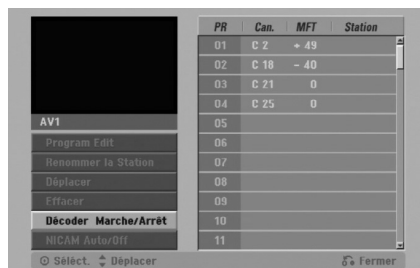 AV1
Program Edit
Renommer la Station
Déplacer
Effacer
Décoder Marche/Arrêt
NICAM Auto/Off
PR Can. MFT Station
01 C 2 + 49
02 C 18 - 40
03 C 21 0
04 C 25 0
05
06
07
08
09
10
11
Séléct. Déplacer Fermer